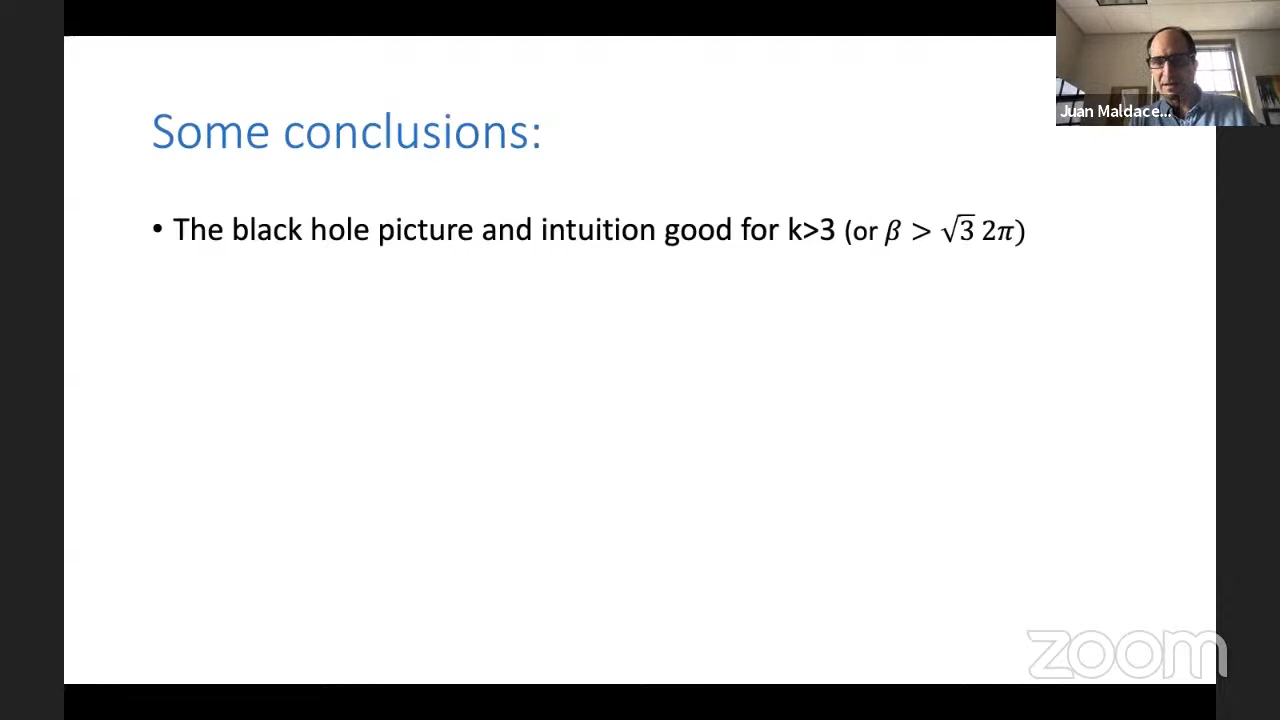 Juan Maldace...
Some conclusions:
• The black hole picture and intuition good for k>3 (or β > √3 2π)
zoom